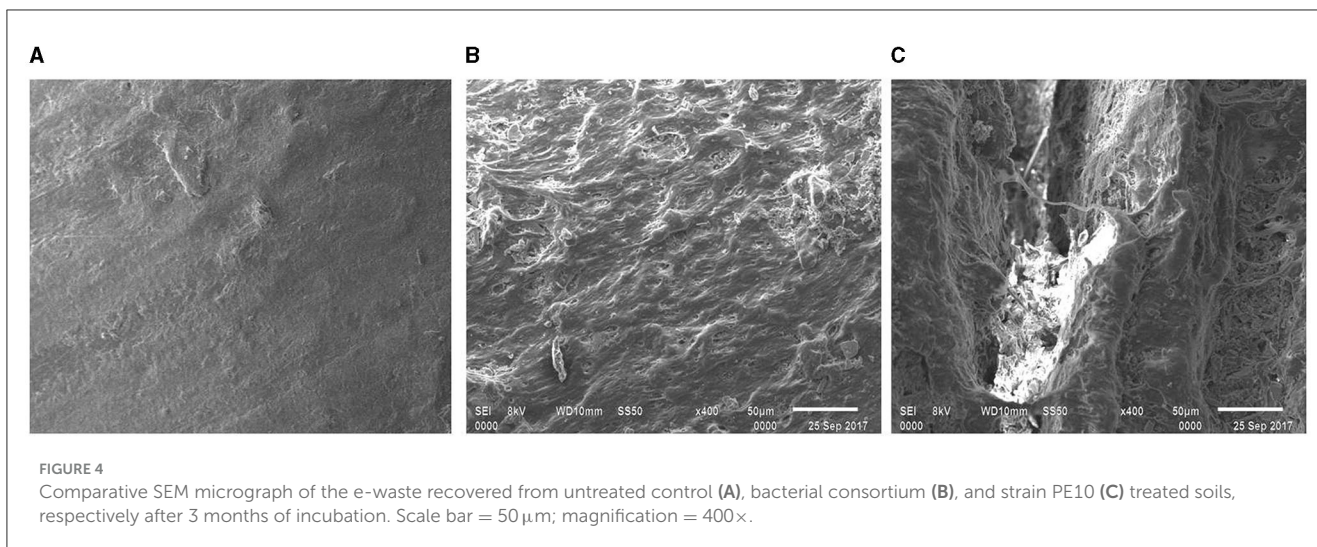 A
B
C
SEI 8kV WD10mm SS50 x400 50μm
0000 0000 25 Sep 2017
SEI 8kV WD10mm SS50 x400 50μm
0000 0000 25 Sep 2017
FIGURE 4
Comparative SEM micrograph of the e-waste recovered from untreated control (A), bacterial consortium (B), and strain PE10 (C) treated soils,
respectively after 3 months of incubation. Scale bar = 50 μm; magnification = 400×.